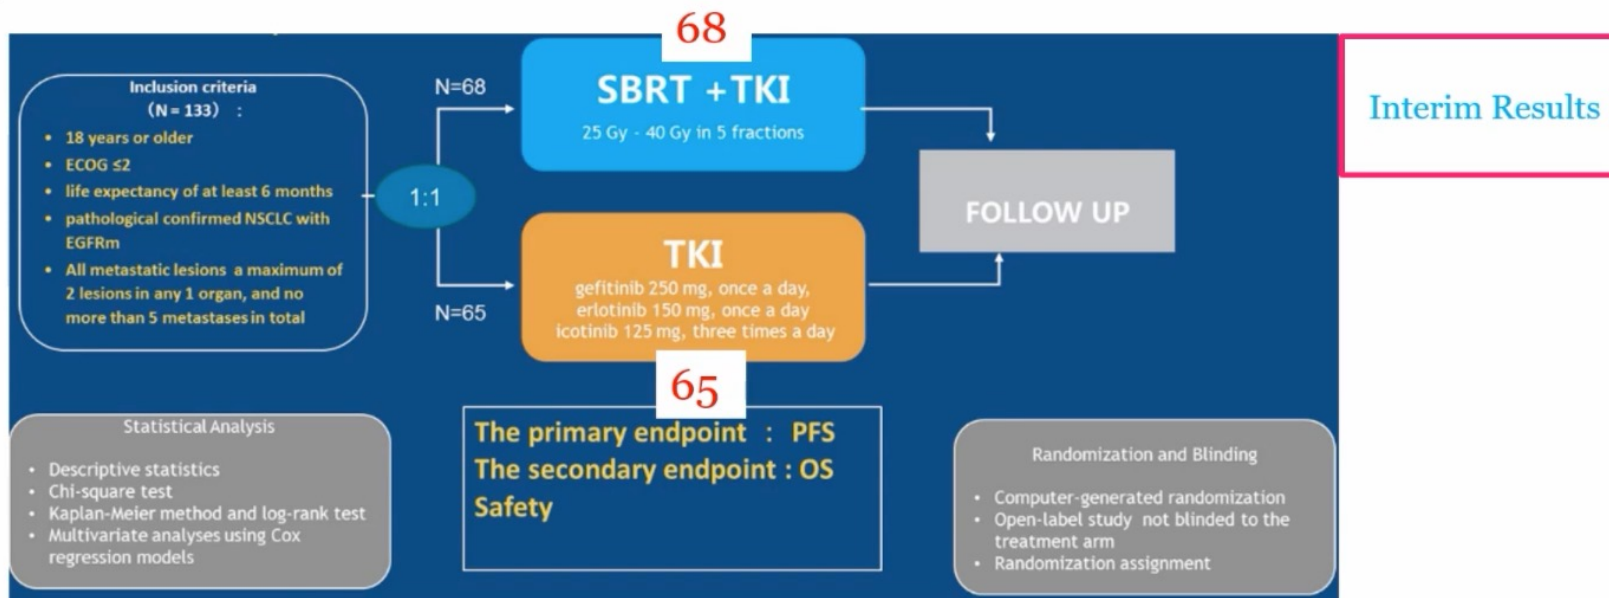 68
Inclusion criteria
（N = 133） :
• 18 years or older
• ECOG ≤2
• life expectancy of at least 6 months
• pathological confirmed NSCLC with
EGFRm
• All metastatic lesions a maximum of
2 lesions in any 1 organ, and no
more than 5 metastases in total
1:1
N=68
N=65
SBRT +TKI
25 Gy - 40 Gy in 5 fractions
TKI
gefitinib 250 mg, once a day,
erlotinib 150 mg, once a day
icotinib 125 mg, three times a day
65
FOLLOW UP
Interim Results
Statistical Analysis
• Descriptive statistics
• Chi-square test
• Kaplan-Meier method and log-rank test
• Multivariate analyses using Cox
regression models
The primary endpoint : PFS
The secondary endpoint : OS
Safety
Randomization and Blinding
• Computer-generated randomization
• Open-label study not blinded to the
treatment arm
• Randomization assignment